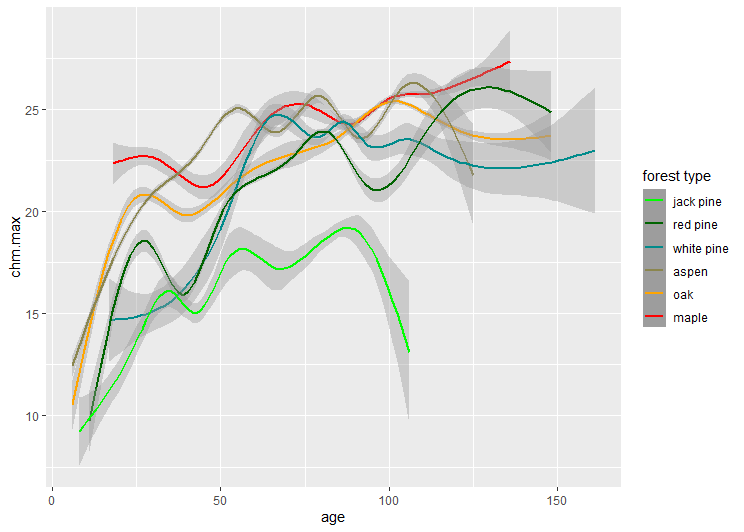 chm.max
25
20
15
10
0
50
100
150
age
forest type
jack pine
red pine
white pine
aspen
oak
maple